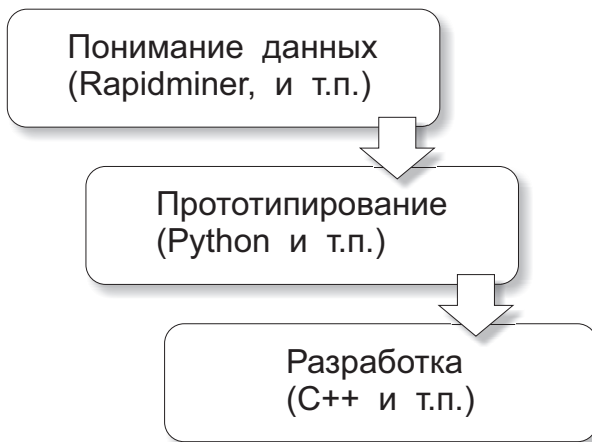 Понимание данных
(Rapidminer, и т.п.)
Прототипирование
(Python и т.п.)
Разработка
(C++ и т.п.)